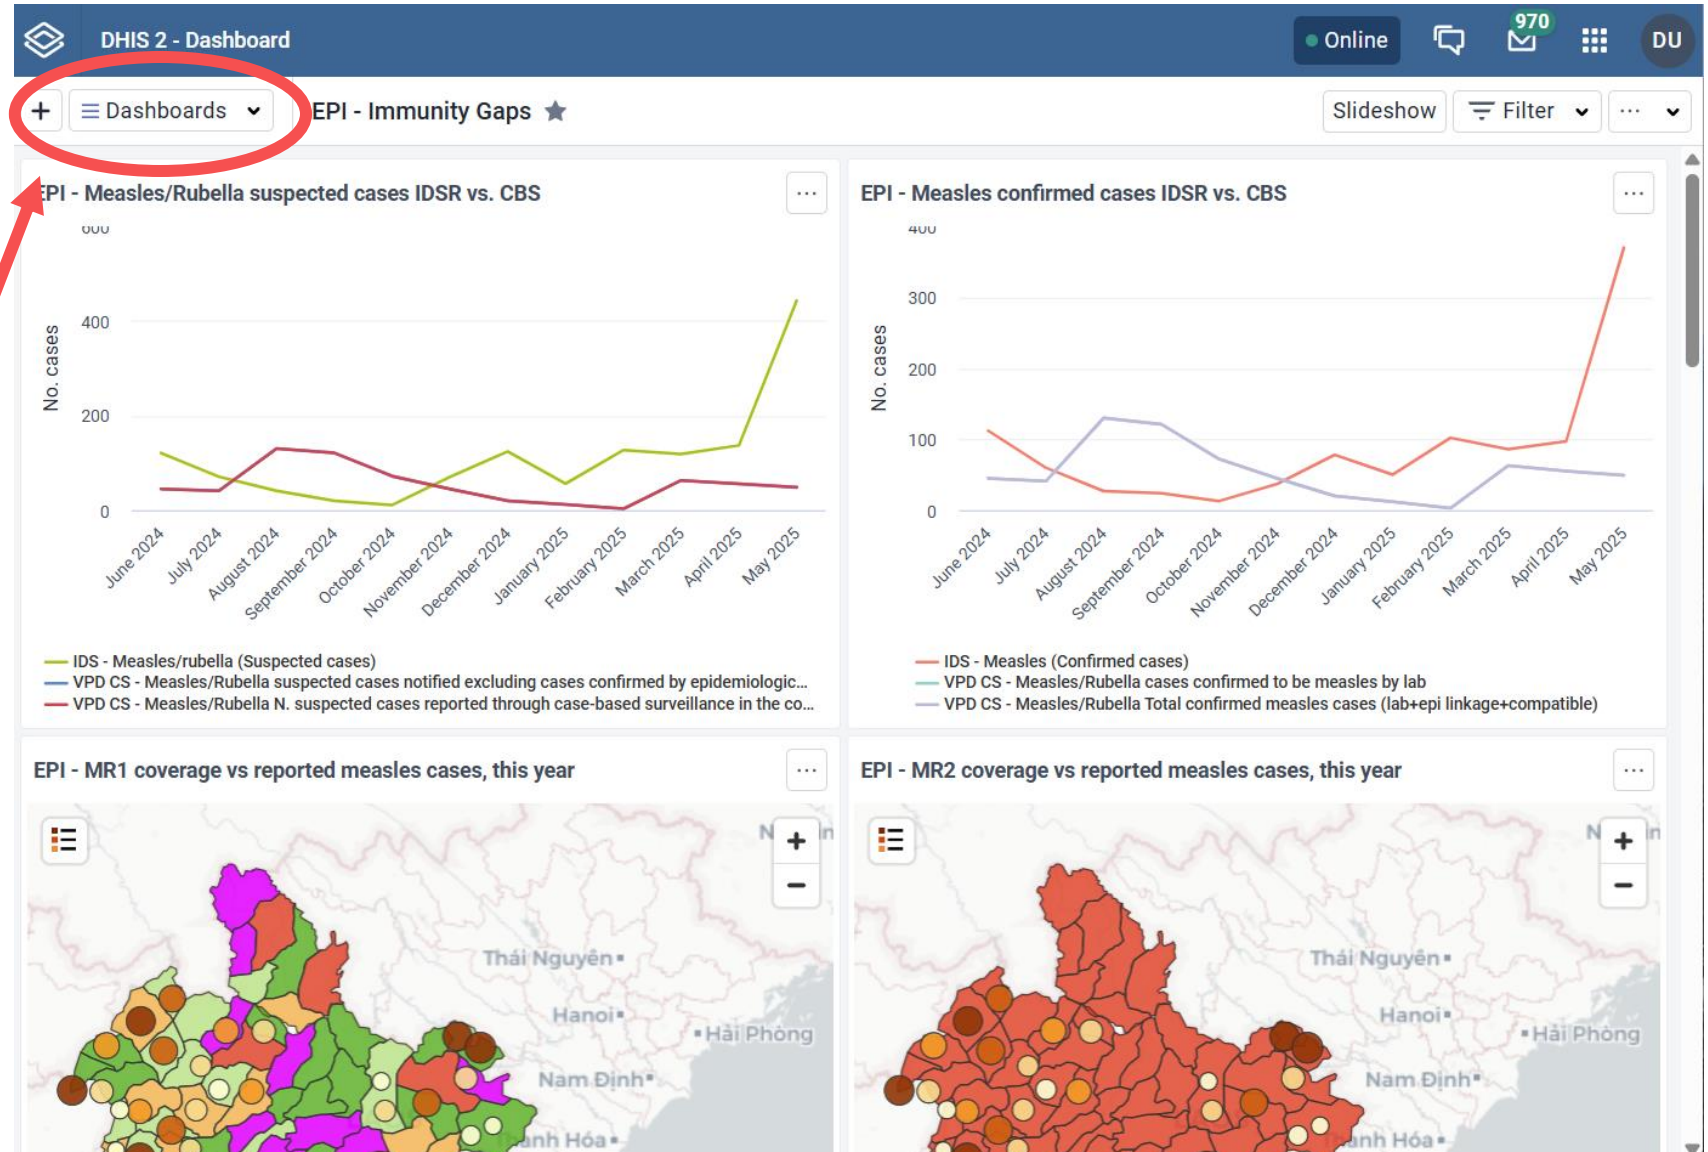 DHIS 2 - Dashboard
Online
970
DU
+
Dashboards
EPI - Immunity Gaps
Slideshow
Filter
...
EPI - Measles/Rubella suspected cases IDSR vs. CBS
...
600
400
200
0
No. cases
June 2024
July 2024
August 2024
September 2024
October 2024
November 2024
December 2024
January 2025
February 2025
March 2025
April 2025
May 2025
IDS - Measles/rubella (Suspected cases)
VPD CS - Measles/Rubella suspected cases notified excluding cases confirmed by epidemiologic...
VPD CS - Measles/Rubella N. suspected cases reported through case-based surveillance in the co...
EPI - Measles confirmed cases IDSR vs. CBS
...
400
300
200
100
0
No. cases
June 2024
July 2024
August 2024
September 2024
October 2024
November 2024
December 2024
January 2025
February 2025
March 2025
April 2025
May 2025
IDS - Measles (Confirmed cases)
VPD CS - Measles/Rubella cases confirmed to be measles by lab
VPD CS - Measles/Rubella Total confirmed measles cases (lab+epi linkage+compatible)
EPI - MR1 coverage vs reported measles cases, this year
...
+
−
Thái Nguyên
Hanoi
Hải Phòng
Nam Định
Hóa
EPI - MR2 coverage vs reported measles cases, this year
...
+
−
Thái Nguyên
Hanoi
Hải Phòng
Nam Định
Hóa